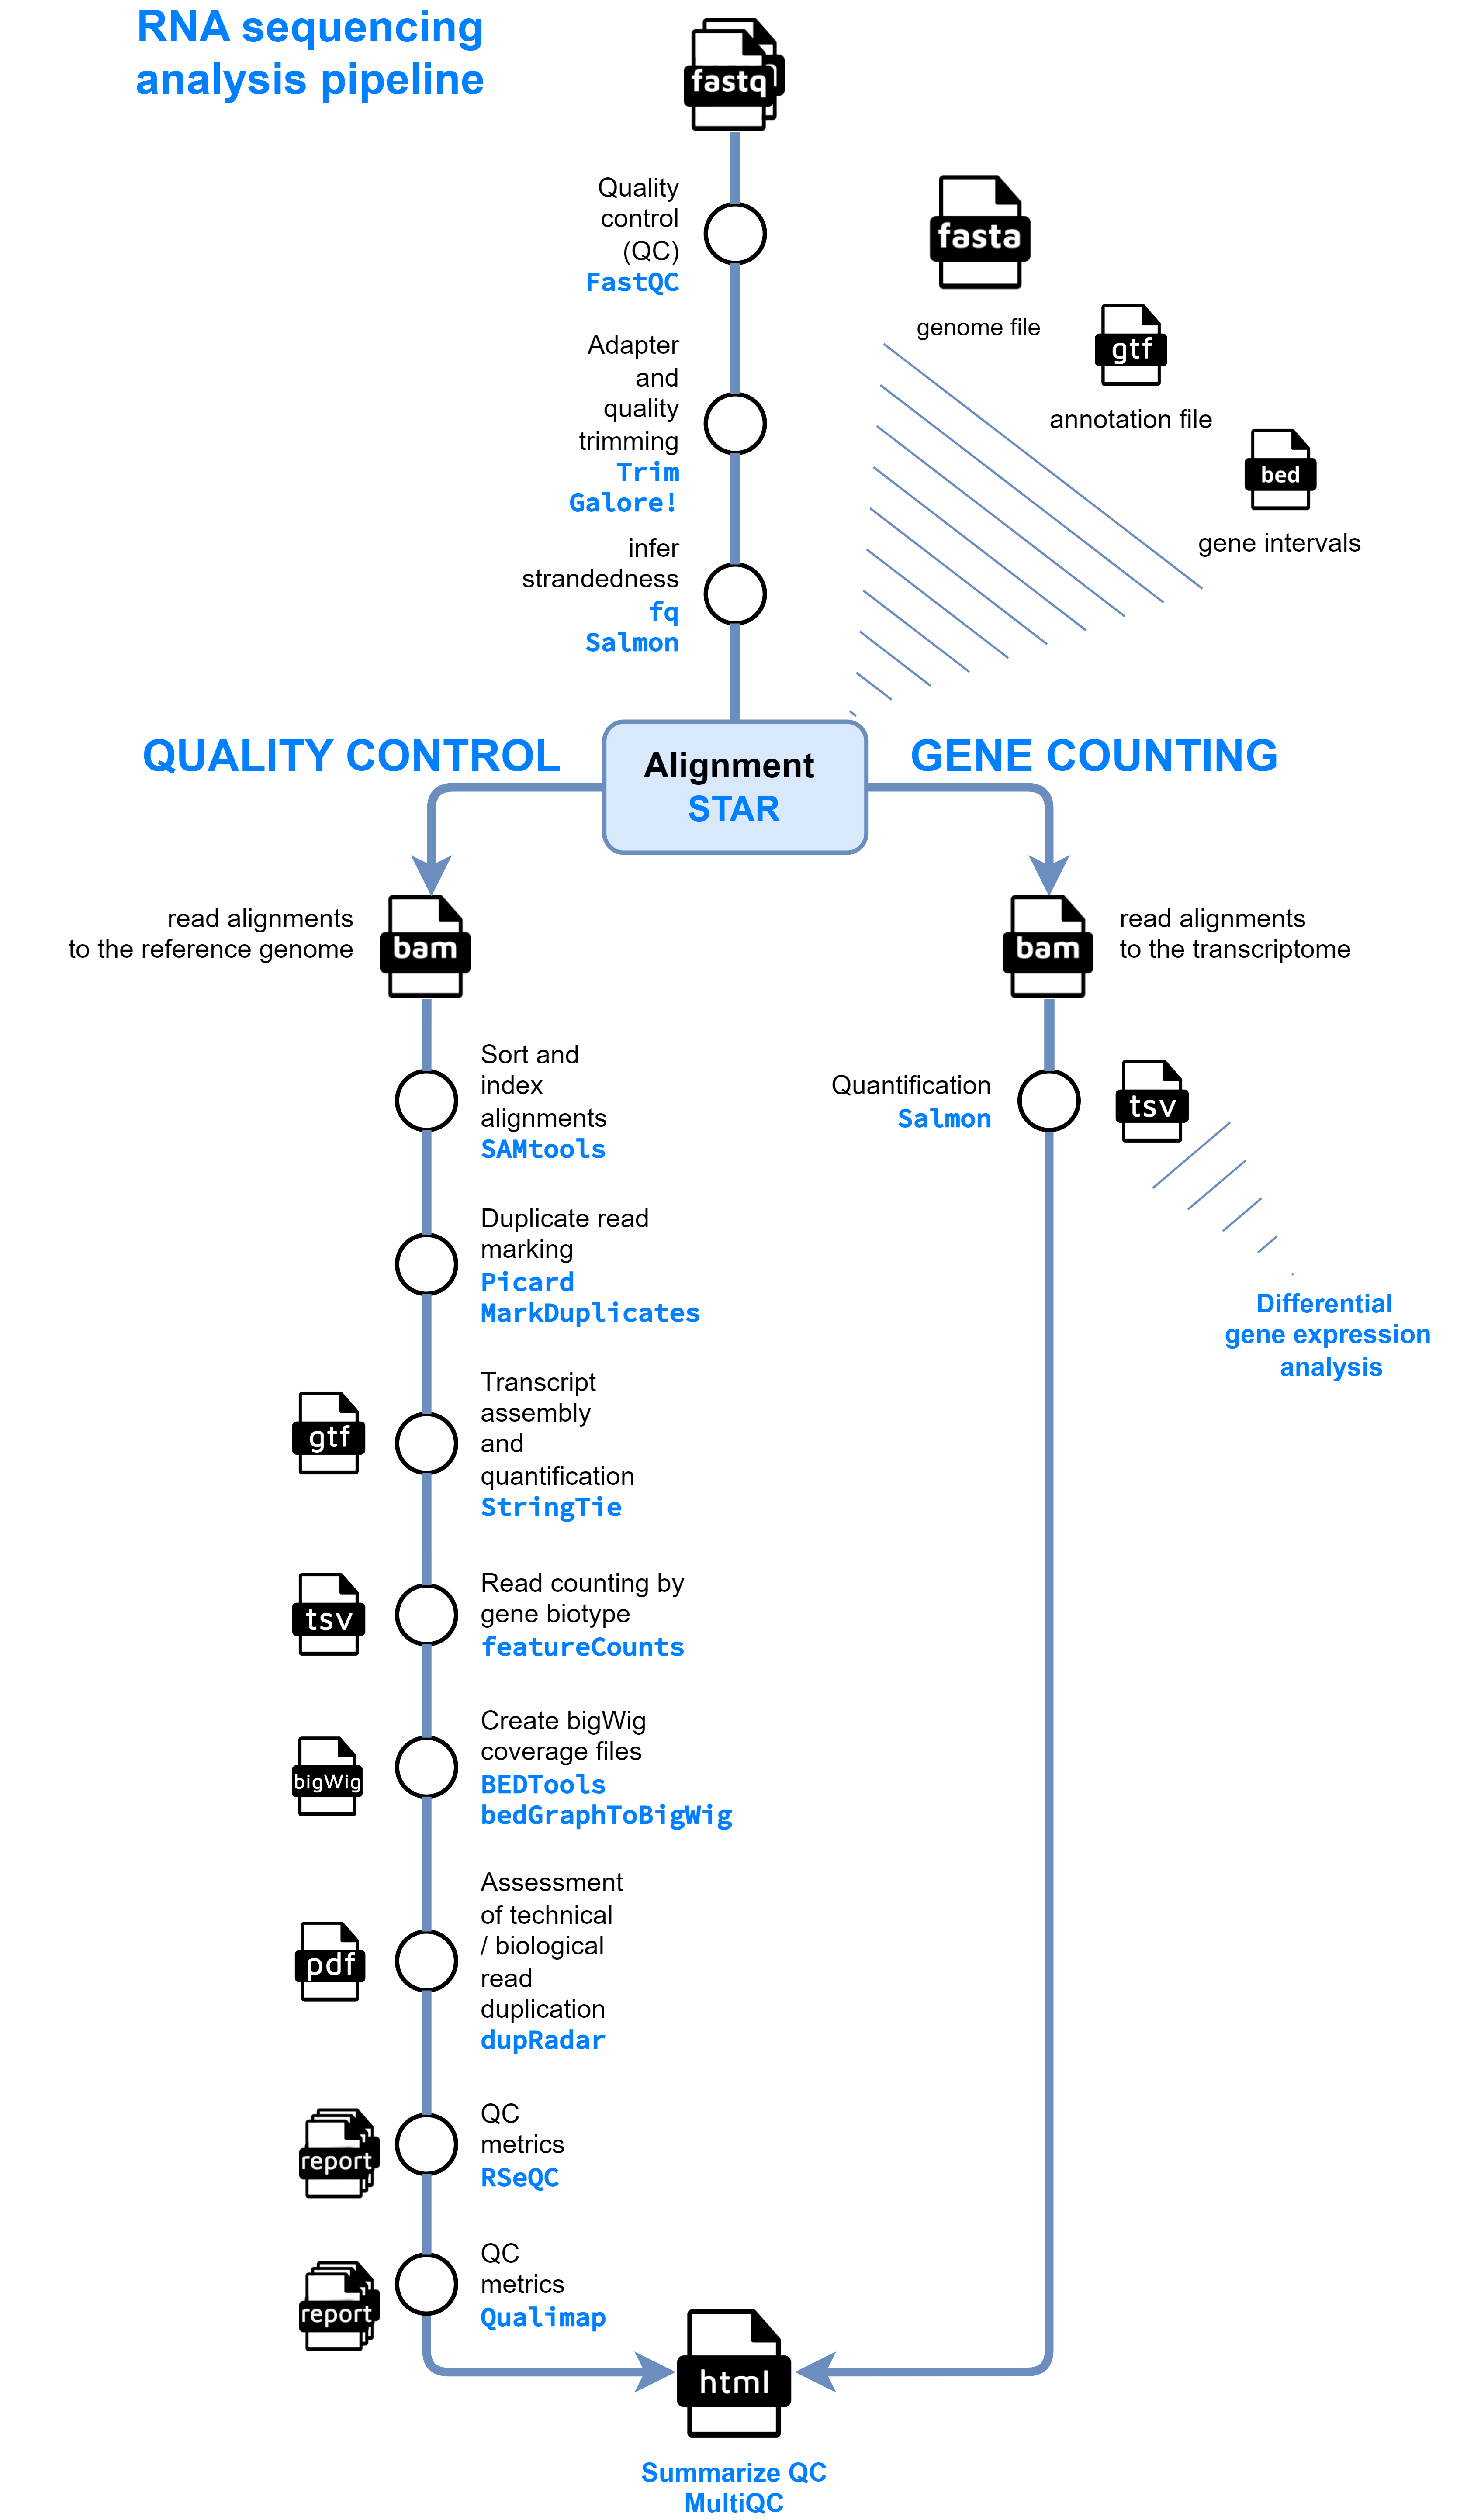 RNA sequencing
analysis pipeline
fastq
Quality
control
(QC)
FastQC
fasta
genome file
gtf
annotation file
bed
gene intervals
Adapter
and
quality
trimming
Trim
Galore!
infer
strandedness
fq
Salmon
QUALITY CONTROL
Alignment
STAR
GENE COUNTING
read alignments
to the reference genome
bam
bam
read alignments
to the transcriptome
Sort and
index
alignments
SAMtools
Quantification
Salmon
tsv
Differential
gene expression
analysis
Duplicate read
marking
Picard
MarkDuplicates
gtf
Transcript
assembly
and
quantification
StringTie
tsv
Read counting by
gene biotype
featureCounts
bigWig
Create bigWig
coverage files
BEDTools
bedGraphToBigWig
pdf
Assessment
of technical
/ biological
read
duplication
dupRadar
report
QC
metrics
RSeQC
report
QC
metrics
Qualimap
html
Summarize QC
MultiQC